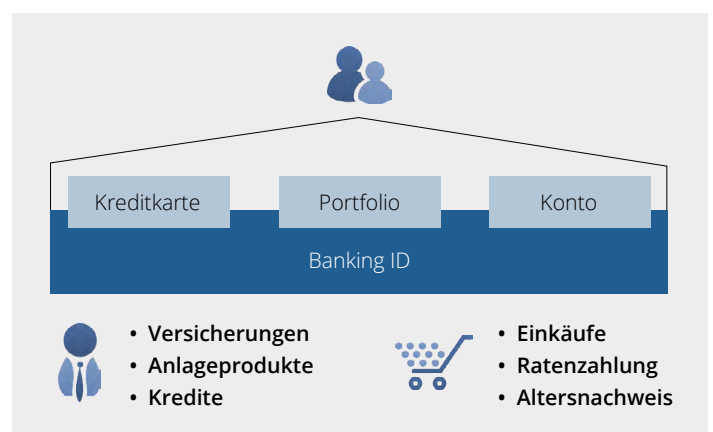 Kreditkarte
Portfolio
Konto
Banking ID
• Versicherungen
• Anlageprodukte
• Kredite
• Einkäufe
• Ratenzahlung
• Altersnachweis